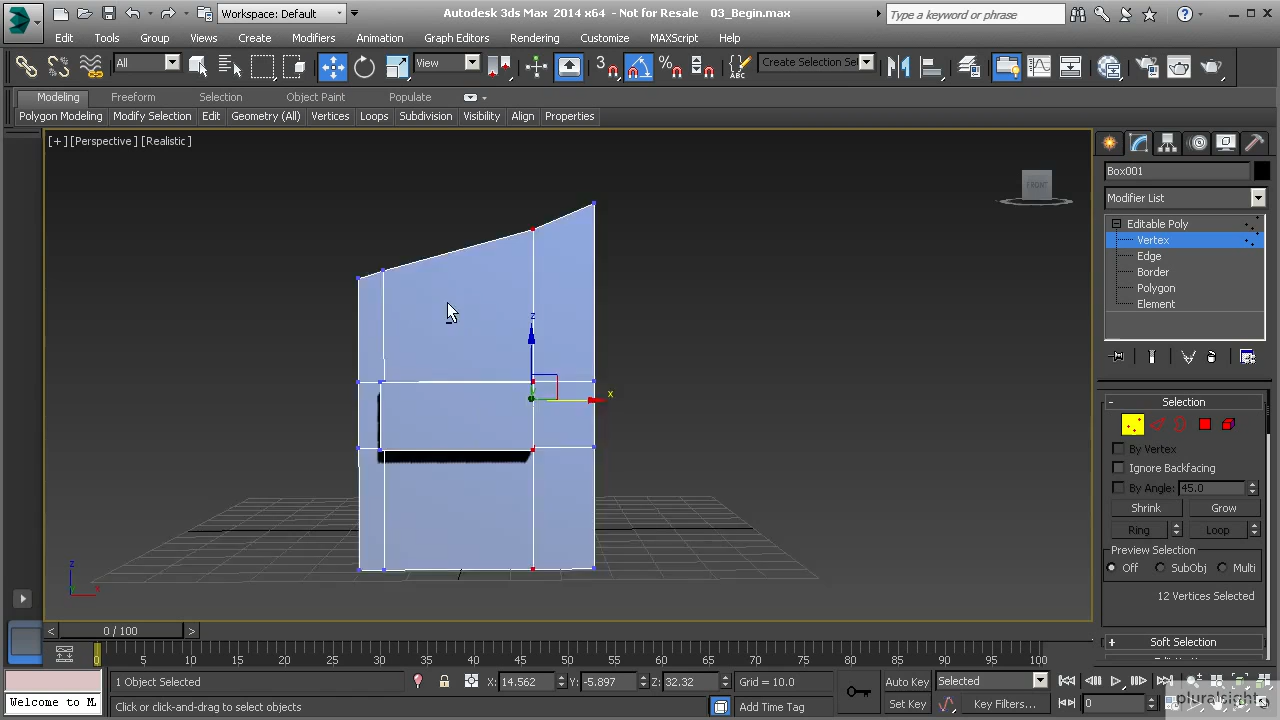 Workspace: Default
Autodesk 3ds Max 2014 x64 - Not for Resale 03_Begin.max
Type a keyword or phrase
Edit Tools Group Views Create Modifiers Animation Graph Editors Rendering Customize MAXScript Help
All View Create Selection Se
Modeling Freeform Selection Object Paint Populate
Polygon Modeling Modify Selection Edit Geometry (All) Vertices Loops Subdivision Visibility Align Properties
[+] [Perspective] [Realistic]
FRONT
Box001
Modifier List
Editable Poly
Vertex
Edge
Border
Polygon
Element
z
x
z
x
Selection
By Vertex
Ignore Backfacing
By Angle: 45.0
Shrink Grow
Ring Loop
Preview Selection
Off SubObj Multi
12 Vertices Selected
Soft Selection
0 / 100
0 5 10 15 20 25 30 35 40 45 50 55 60 65 70 75 80 85 90 95 100
1 Object Selected X: 14.562 Y: -5.897 Z: 32.32 Grid = 10.0 Auto Key Selected
Welcome to M Click or click-and-drag to select objects Add Time Tag Set Key Key Filters... 0
pluralsight